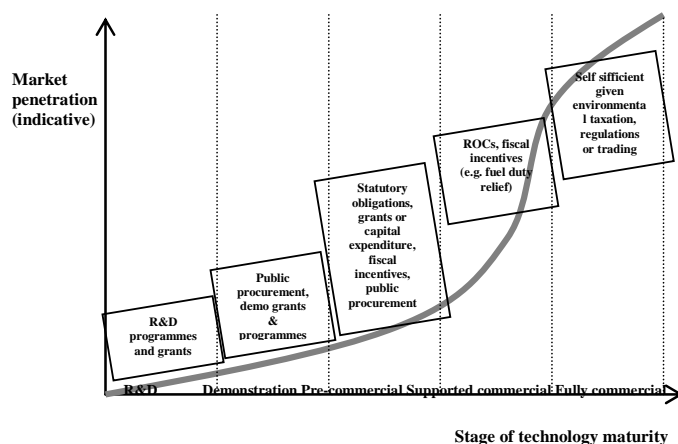 Market
penetration
(indicative)
Self sifficient
given
environmenta
l taxation,
regulations
or trading
ROCs, fiscal
incentives
(e.g. fuel duty
relief)
Statutory
obligations,
grants or
capital
expenditure,
fiscal
incentives,
public
procurement
Public
procurement,
demo grants
&
programmes
R&D
programmes
and grants
R&D Demonstration Pre-commercial Supported commercial Fully commercial
Stage of technology maturity